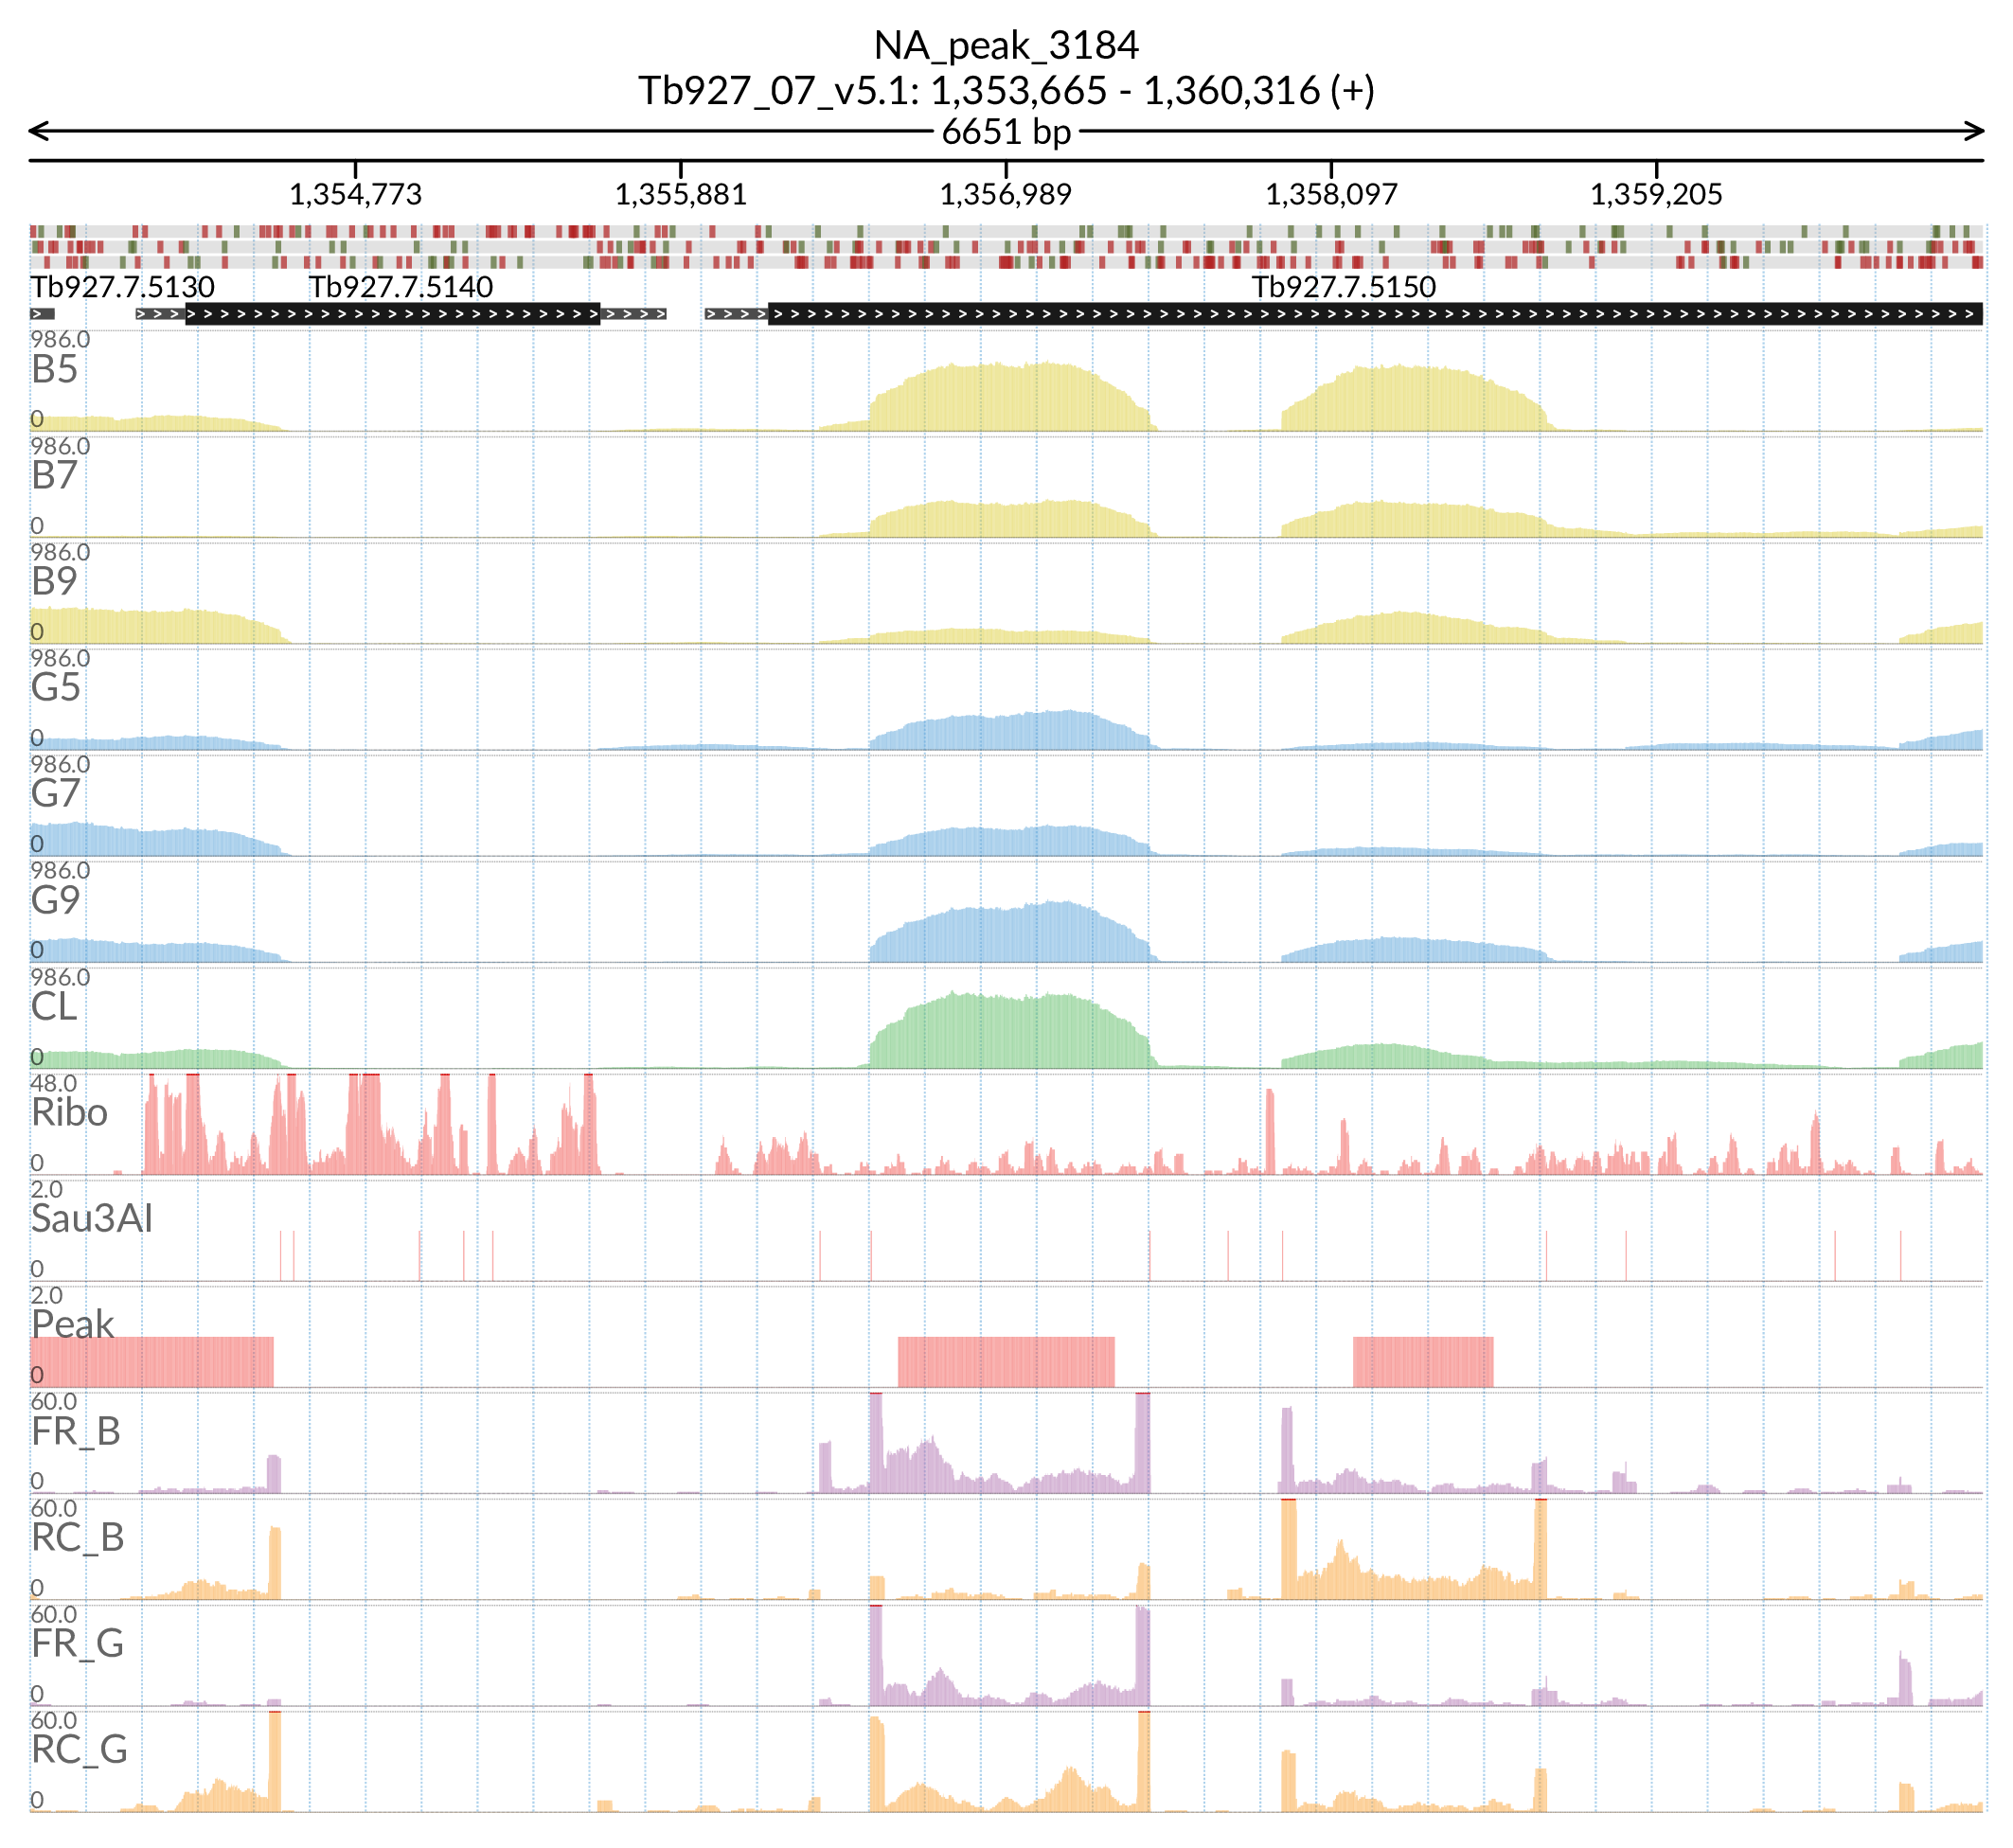 NA_peak_3184
Tb927_07_v5.1: 1,353,665 - 1,360,316 (+)
6651 bp
1,354,773 1,355,881 1,356,989 1,358,097 1,359,205
Tb927.7.5130 Tb927.7.5140 Tb927.7.5150
986.0
B5
0
986.0
B7
0
986.0
B9
0
986.0
G5
0
986.0
G7
0
986.0
G9
0
986.0
CL
0
48.0
Ribo
0
2.0
Sau3AI
0
2.0
Peak
0
60.0
FR_B
0
60.0
RC_B
0
60.0
FR_G
0
60.0
RC_G
0